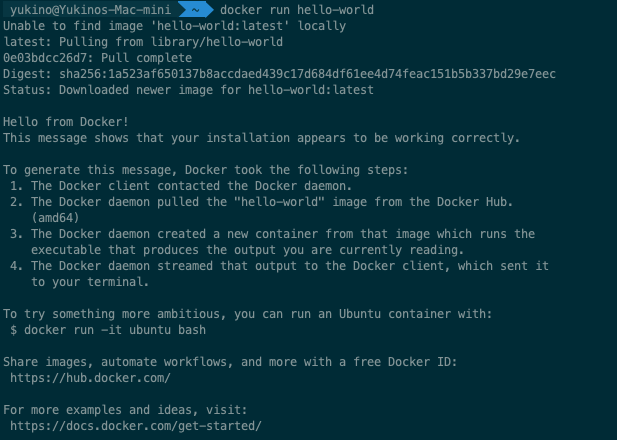 yukino@Yukinos-Mac-mini ~ docker run hello-world
Unable to find image 'hello-world:latest' locally
latest: Pulling from library/hello-world
0e03bdcc26d7: Pull complete
Digest: sha256:1a523af650137b8accdaed439c17d684df61ee4d74feac151b5b337bd29e7eec
Status: Downloaded newer image for hello-world:latest

Hello from Docker!
This message shows that your installation appears to be working correctly.

To generate this message, Docker took the following steps:
 1. The Docker client contacted the Docker daemon.
 2. The Docker daemon pulled the "hello-world" image from the Docker Hub.
    (amd64)
 3. The Docker daemon created a new container from that image which runs the
    executable that produces the output you are currently reading.
 4. The Docker daemon streamed that output to the Docker client, which sent it
    to your terminal.

To try something more ambitious, you can run an Ubuntu container with:
 $ docker run -it ubuntu bash

Share images, automate workflows, and more with a free Docker ID:
 https://hub.docker.com/

For more examples and ideas, visit:
 https://docs.docker.com/get-started/